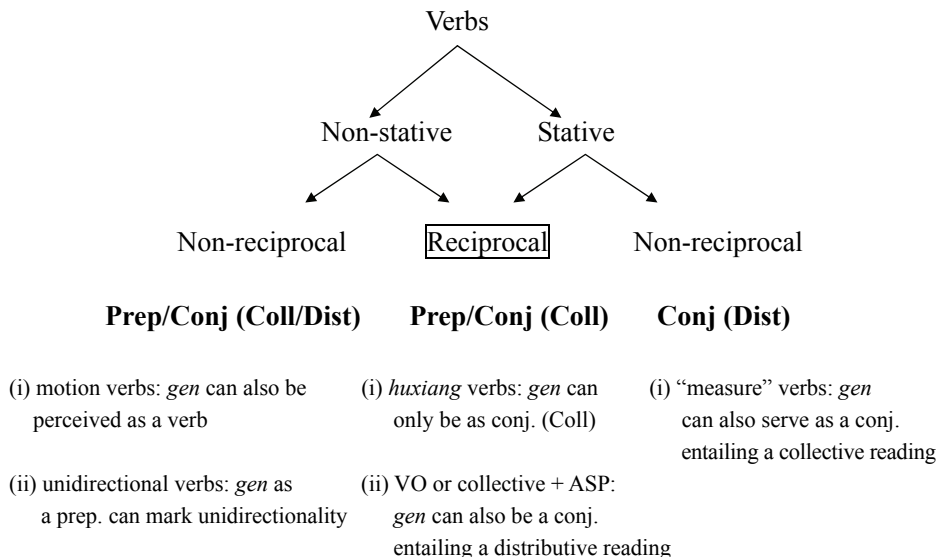 Verbs
Non-stative Stative
Non-reciprocal Reciprocal Non-reciprocal
Prep/Conj (Coll/Dist) Prep/Conj (Coll) Conj (Dist)
(i) motion verbs: gen can also be
perceived as a verb
(ii) unidirectional verbs: gen as
a prep. can mark unidirectionality
(i) huxiang verbs: gen can
only be as conj. (Coll)
(ii) VO or collective + ASP:
gen can also be a conj.
entailing a distributive reading
(i) “measure” verbs: gen
can also serve as a conj.
entailing a collective reading